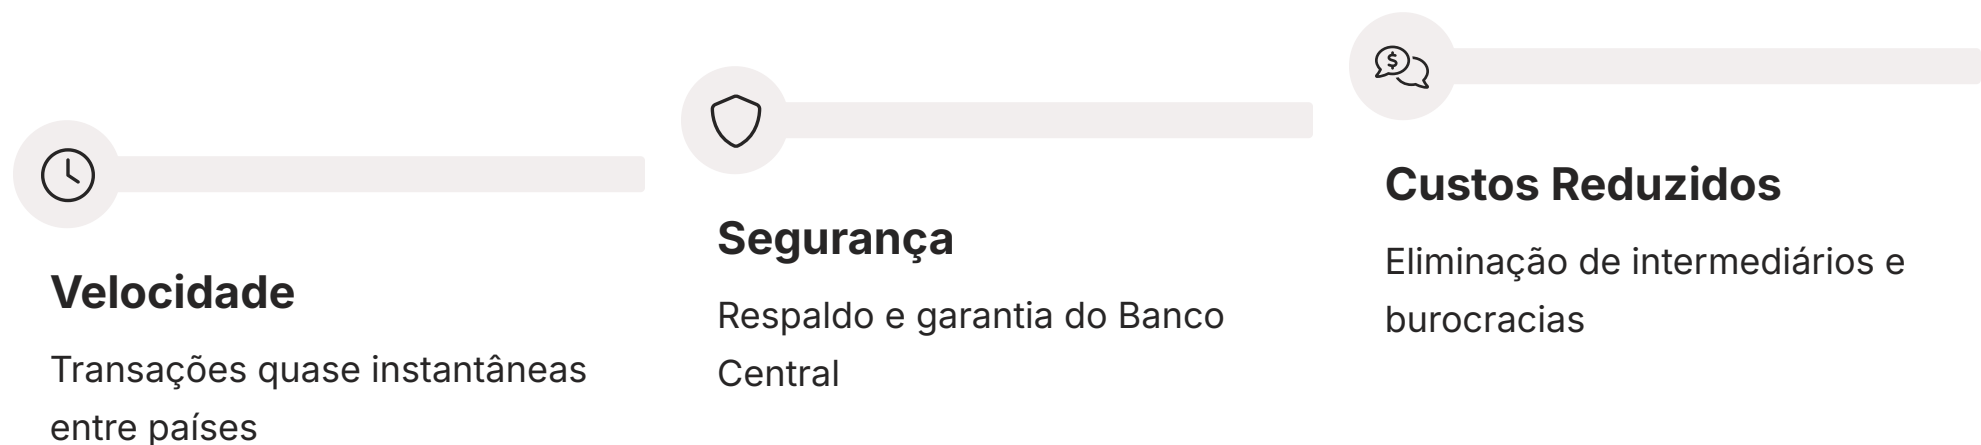 Velocidade
Transações quase instantâneas
entre países
Segurança
Respaldo e garantia do Banco
Central
$
Custos Reduzidos
Eliminação de intermediários e
burocracias